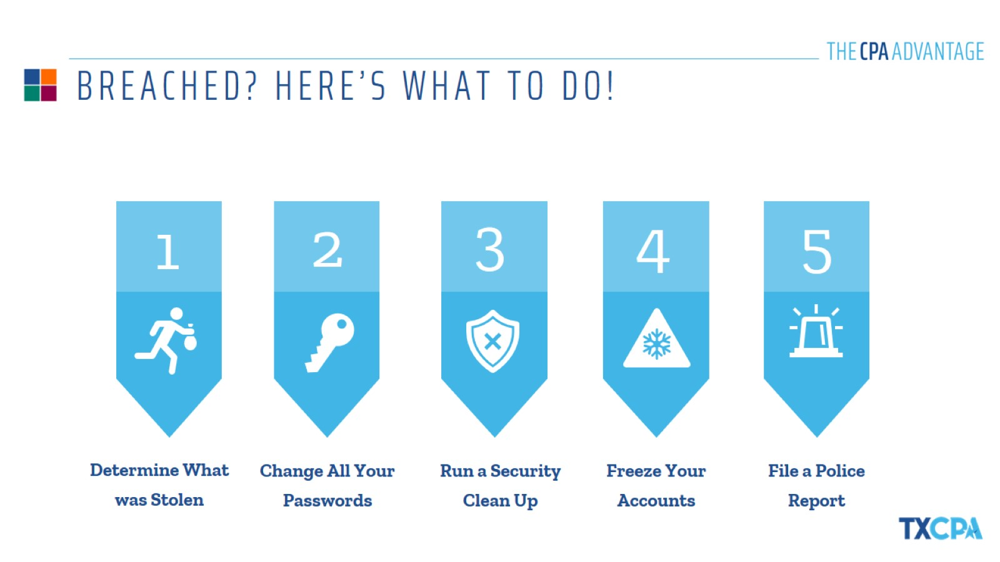 THE CPA ADVANTAGE
BREACHED? HERE'S WHAT TO DO!
1
2
3
4
5
Determine What
was Stolen
Change All Your
Passwords
Run a Security
Clean Up
Freeze Your
Accounts
File a Police
Report
TXCPA